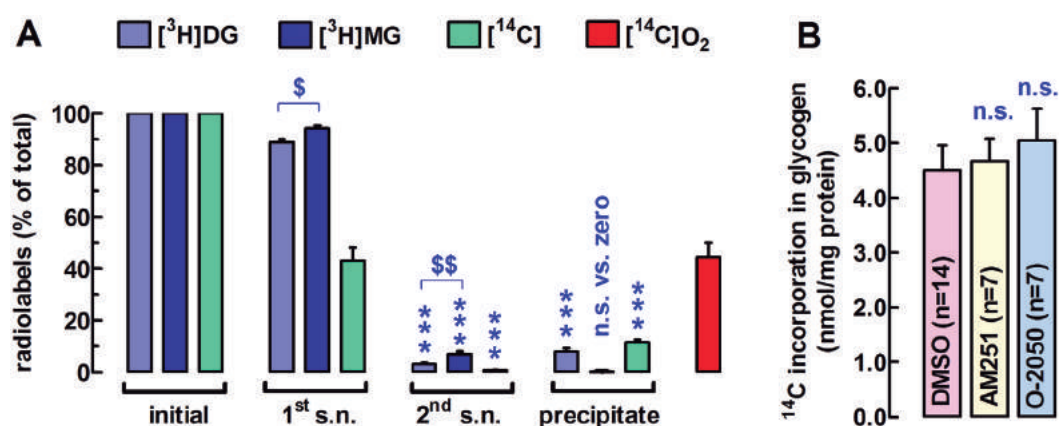 A
[³H]DG
[³H]MG
[¹⁴C]
[¹⁴C]O₂
radiolabels (% of total)
100
80
60
40
20
0
$
$$
***
***
***
***
n.s. vs. zero
***
initial
1ˢᵗ s.n.
2ⁿᵈ s.n.
precipitate
B
¹⁴C incorporation in glycogen
(nmol/mg protein)
6.0
5.0
4.0
3.0
2.0
1.0
0.0
n.s.
n.s.
DMSO (n=14)
AM251 (n=7)
O-2050 (n=7)